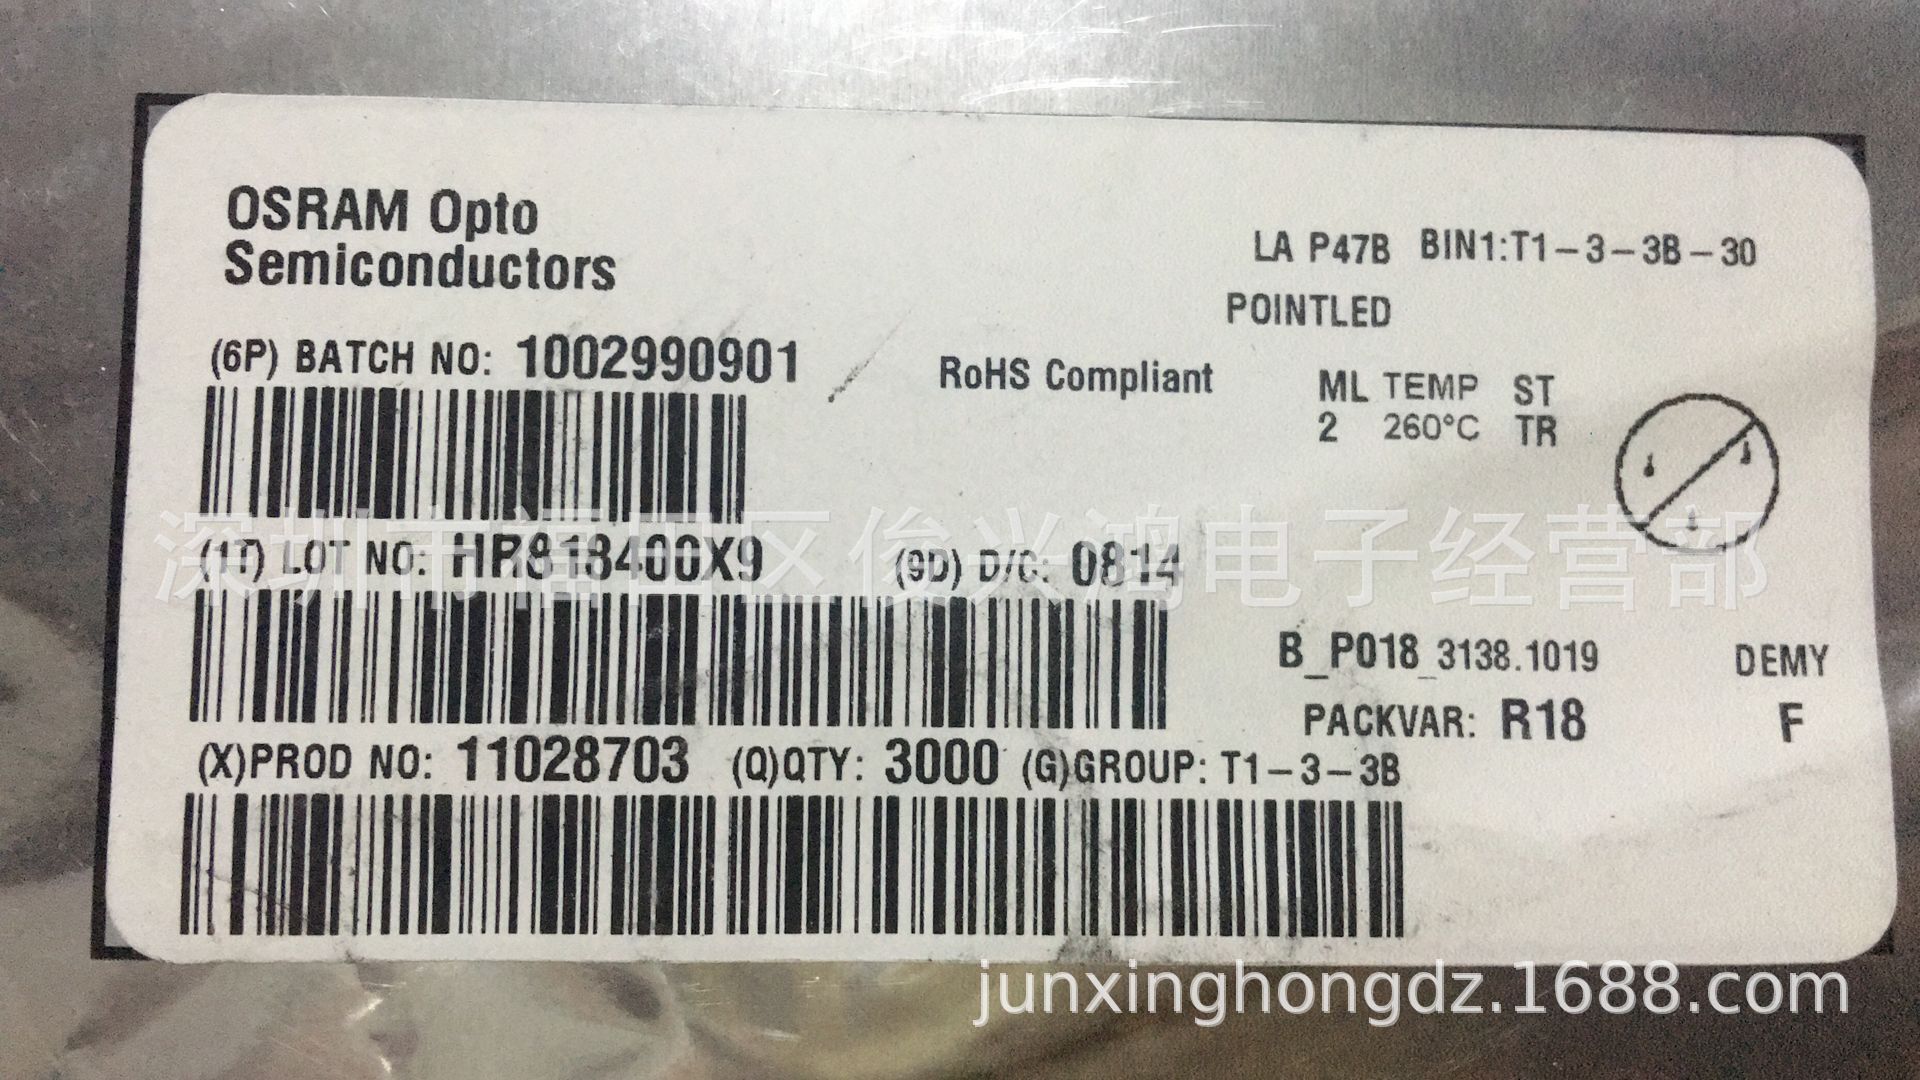 OSRAM Opto
Semiconductors
LA P47B BIN1:T1-3-3B-30
POINTLED
(6P) BATCH NO: 1002990901
RoHS Compliant
ML TEMP ST
2 260°C TR
深圳市福田区俊兴鸿电子经营部
(1T) LOT NO: HR818400X9 (9D) D/C: 0814
B_P018_3138.1019 DEMY
PACKVAR: R18 F
(X)PROD NO: 11028703 (Q)QTY: 3000 (G)GROUP: T1-3-3B
junxinghongdz.1688.com